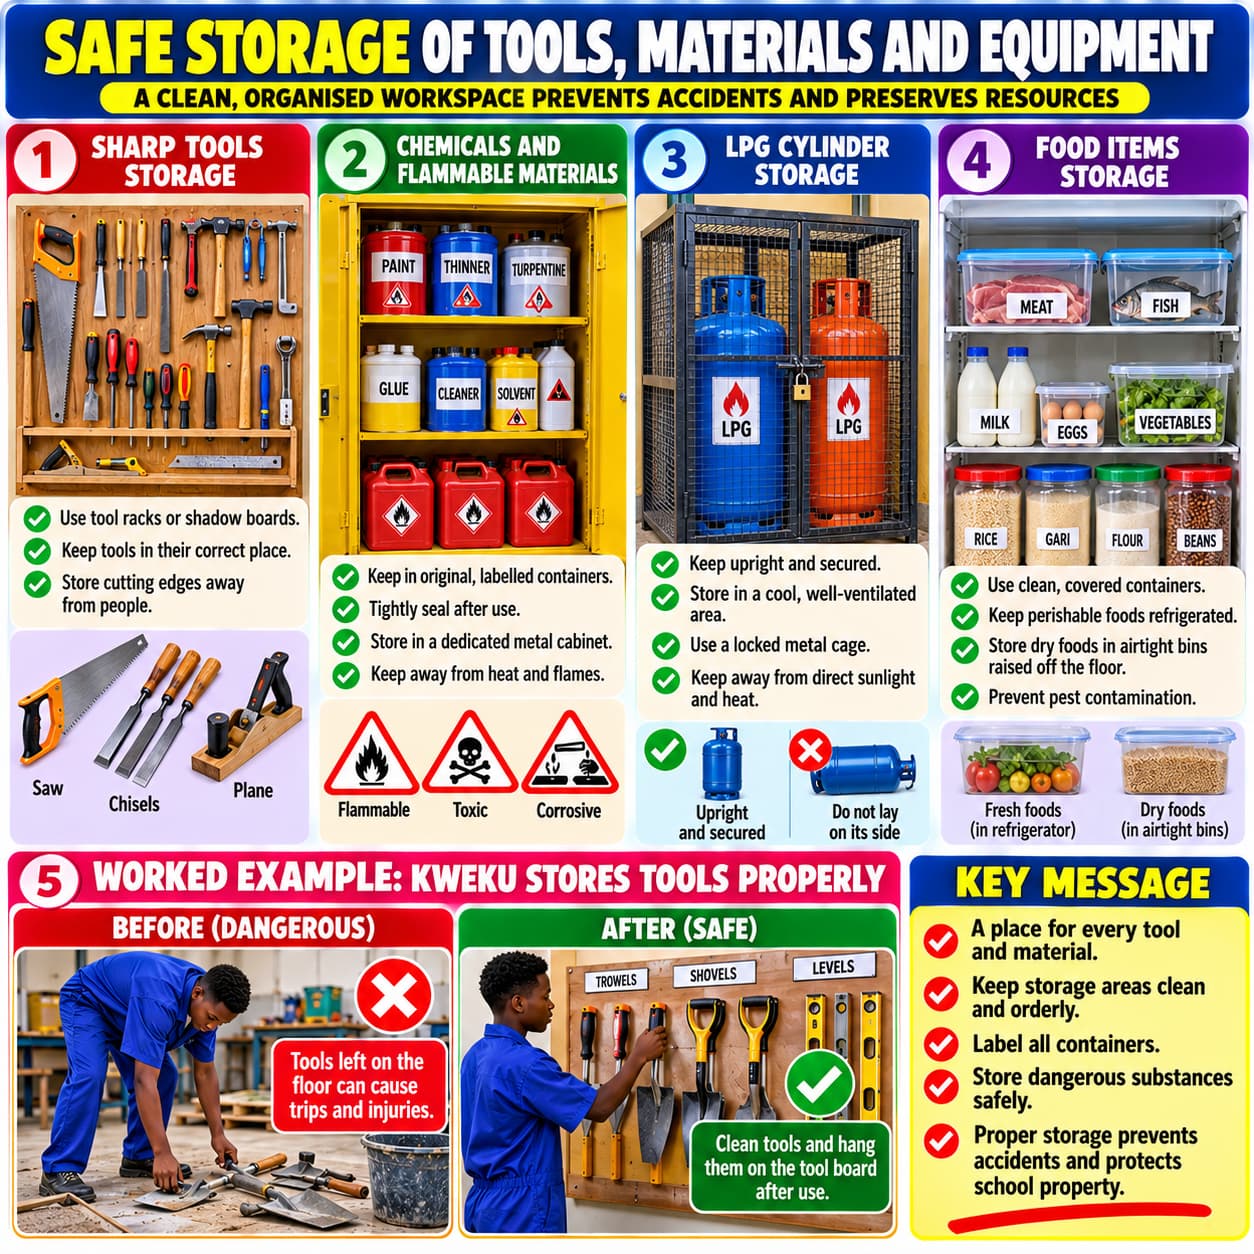 SAFE STORAGE OF TOOLS, MATERIALS AND EQUIPMENT
A CLEAN, ORGANISED WORKSPACE PREVENTS ACCIDENTS AND PRESERVES RESOURCES
1
SHARP TOOLS
STORAGE
Use tool racks or shadow boards.
Keep tools in their correct place.
Store cutting edges away
from people.
Saw
Chisels
Plane
2
CHEMICALS AND
FLAMMABLE MATERIALS
PAINT
THINNER
TURPENTINE
GLUE
CLEANER
SOLVENT
Keep in original, labelled containers.
Tightly seal after use.
Store in a dedicated metal cabinet.
Keep away from heat and flames.
Flammable
Toxic
Corrosive
3
LPG CYLINDER
STORAGE
LPG
LPG
Keep upright and secured.
Store in a cool, well-ventilated
area.
Use a locked metal cage.
Keep away from direct sunlight
and heat.
Upright
and secured
Do not lay
on its side
4
FOOD ITEMS
STORAGE
MEAT
FISH
MILK
EGGS
VEGETABLES
RICE
GARI
FLOUR
BEANS
Use clean, covered containers.
Keep perishable foods refrigerated.
Store dry foods in airtight bins
raised off the floor.
Prevent pest contamination.
Fresh foods
(in refrigerator)
Dry foods
(in airtight bins)
5
WORKED EXAMPLE: KWEKU STORES TOOLS PROPERLY
BEFORE (DANGEROUS)
Tools left on the
floor can cause
trips and injuries.
AFTER (SAFE)
TROWELS
SHOVELS
LEVELS
Clean tools and hang
them on the tool board
after use.
KEY MESSAGE
A place for every tool
and material.
Keep storage areas clean
and orderly.
Label all containers.
Store dangerous substances
safely.
Proper storage prevents
accidents and protects
school property.